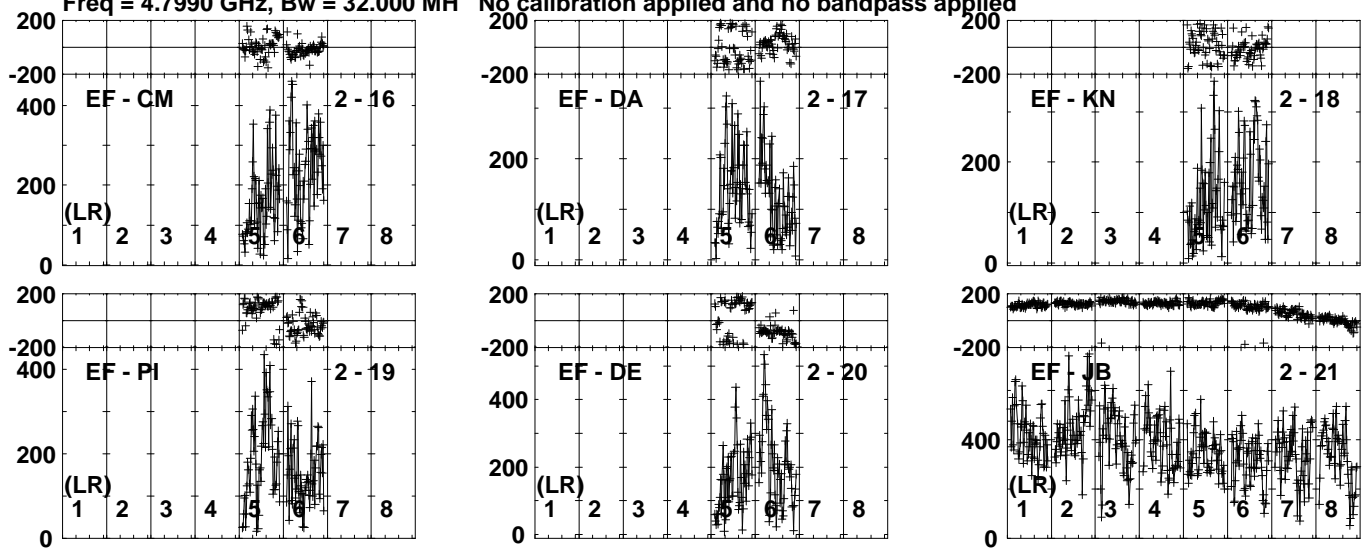 Freq = 4.7990 GHz, Bw = 32.000 MH No calibration applied and no bandpass applied
200 200 200
-200 -200 -200
EF - CM 2 - 16 EF - DA 2 - 17 EF - KN 2 - 18
400
200 200 200
(LR) (LR) (LR)
1 2 3 4 5 6 7 8 1 2 3 4 5 6 7 8 1 2 3 4 5 6 7 8
0 0 0
200 200 200
-200 -200 -200
EF - PI 2 - 19 EF - DE 2 - 20 EF - JB 2 - 21
400 400 400
200 200
(LR) (LR) (LR)
1 2 3 4 5 6 7 8 1 2 3 4 5 6 7 8 1 2 3 4 5 6 7 8
0 0 0